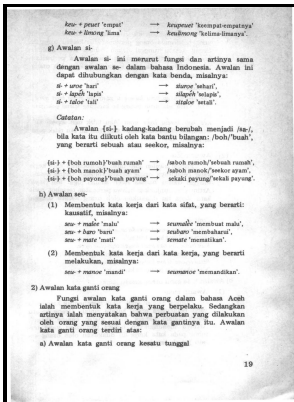 keu- + peuet 'empat' → keupeuet 'keempat-empatnya'
keu- + limong 'lima' → keulimong 'kelima-limanya'.
g) Awalan si-
Awalan si- ini menurut fungsi dan artinya sama
dengan awalan se- dalam bahasa Indonesia. Awalan ini
dapat dihubungkan dengan kata benda, misalnya:
si- + uroe 'hari' → siuroe 'sehari',
si- + lapéh 'lapis' → silapéh 'selapis',
si- + taloe 'tali' → sitaloe 'setali'.
Catatan:
Awalan {si-} kadang-kadang berubah menjadi /sa-/,
bila kata itu diikuti oleh kata bantu bilangan: /boh/'buah',
yang berarti sebuah atau seekor, misalnya:
{si-} + {boh rumoh}'buah rumah' → /saboh rumoh/'sebuah rumah',
{si-} + {boh manok}'buah ayam' → /saboh manok/'seekor ayam',
{si-} + {boh payong}'buah payung' → sekaki payung/'sekali payung'.
h) Awalan seu-
(1) Membentuk kata kerja dari kata sifat, yang berarti:
kausatif, misalnya:
seu- + malèe 'malu' → seumalèe 'membuat malu',
seu- + baro 'baru' → seubaro 'membaharui',
seu- + mate 'mati' → semate 'mematikan'.
(2) Membentuk kata kerja dari kata kerja, yang berarti
melakukan, misalnya:
seu- + manoe 'mandi' → seumanoe 'memandikan'.
2) Awalan kata ganti orang
Fungsi awalan kata ganti orang dalam bahasa Aceh
ialah membentuk kata kerja yang berpelaku. Sedangkan
artinya ialah menyatakan bahwa perbuatan yang dilakukan
oleh orang yang sesuai dengan kata gantinya itu. Awalan
kata ganti orang terdiri atas:
a) Awalan kata ganti orang kesatu tunggal
19